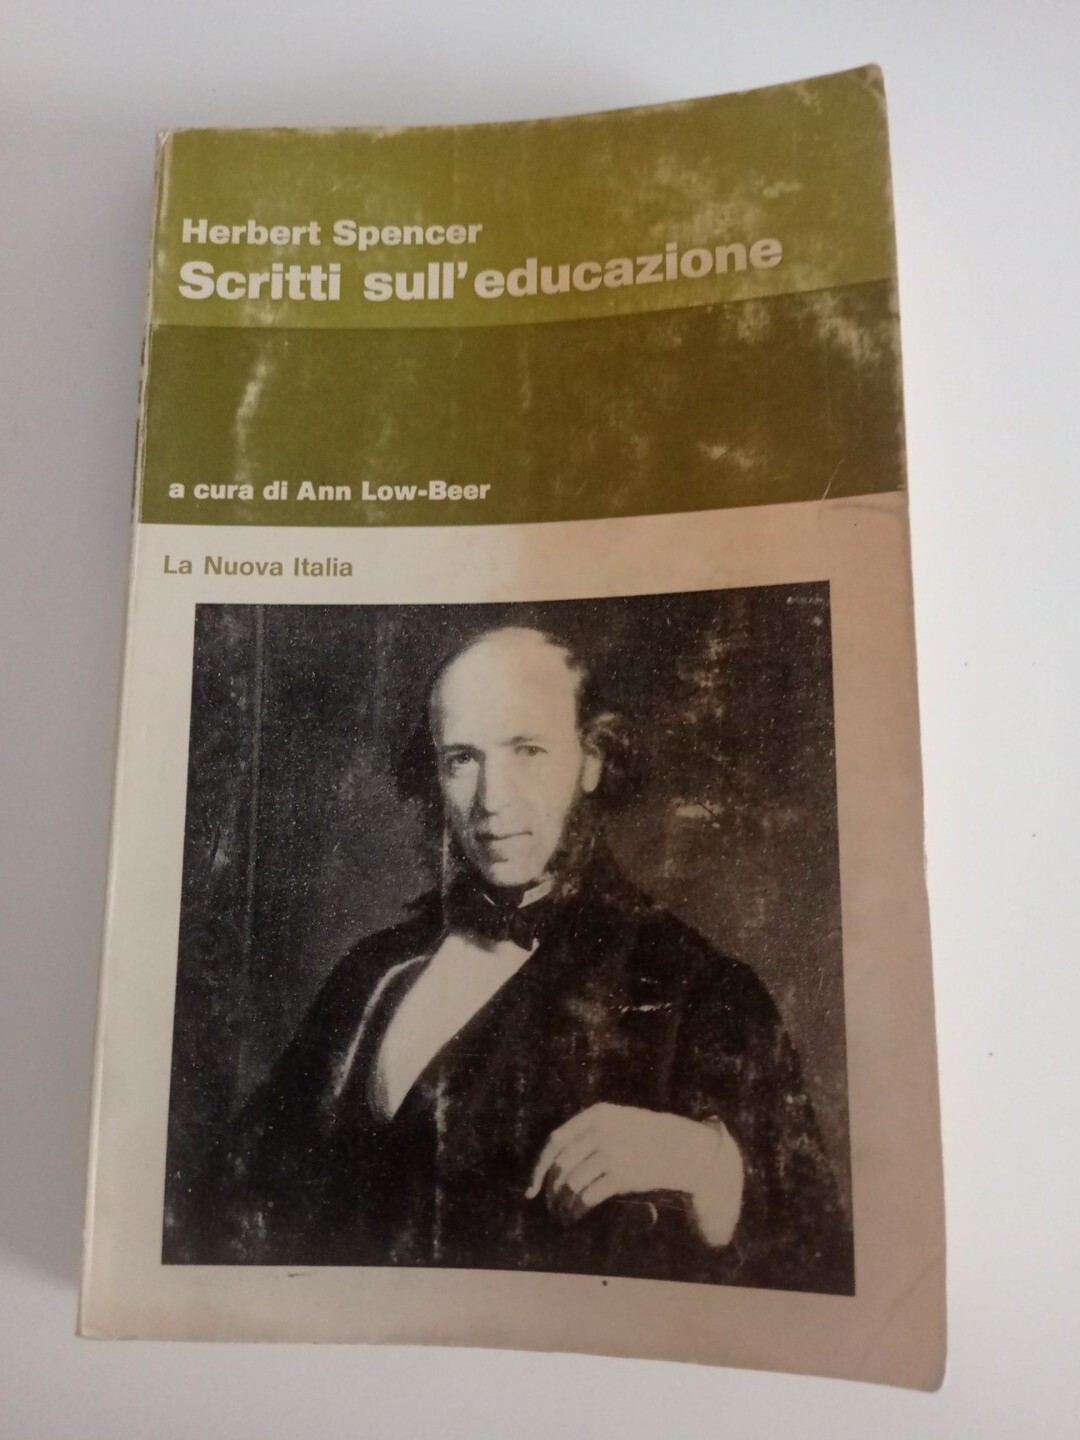 Herbert Spencer
Scritti sull'educazione
a cura di Ann Low-Beer
La Nuova Italia